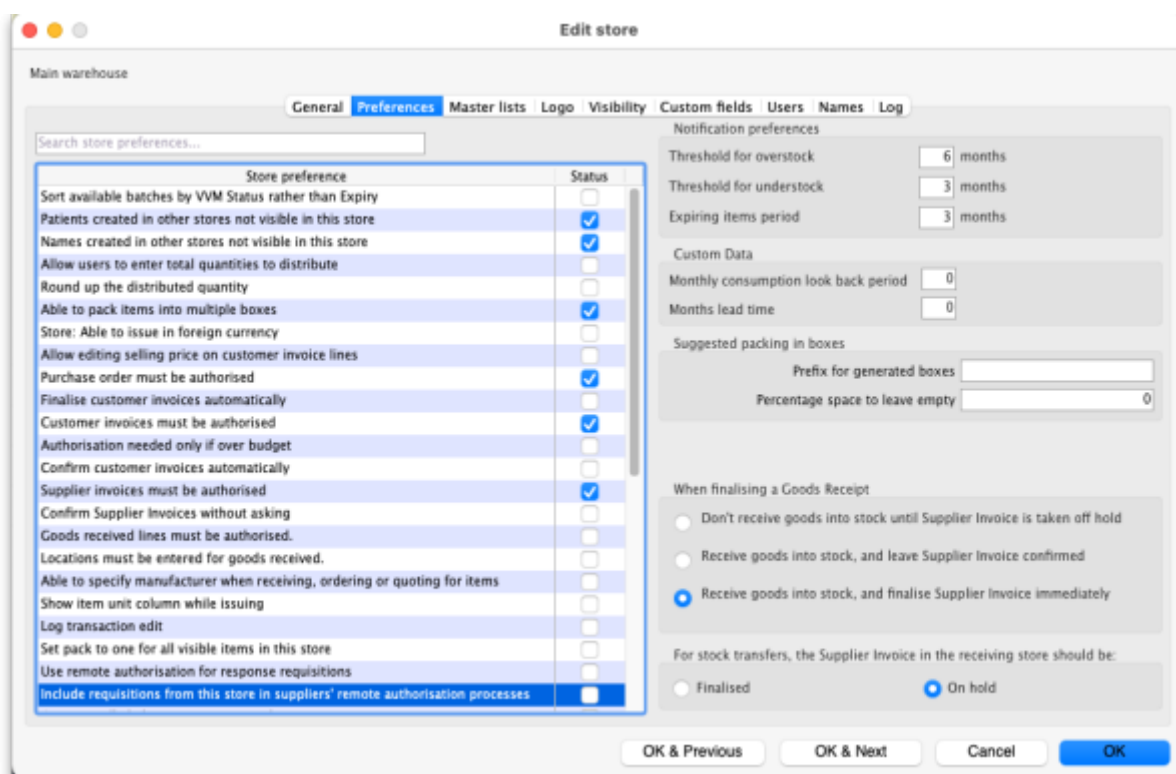 Edit store
Main warehouse
General Preferences Master lists Logo Visibility Custom fields Users Names Log
Search store preferences...
Store preference Status
Sort available batches by VVM Status rather than Expiry
Patients created in other stores not visible in this store
Names created in other stores not visible in this store
Allow users to enter total quantities to distribute
Round up the distributed quantity
Able to pack items into multiple boxes
Store: Able to issue in foreign currency
Allow editing selling price on customer invoice lines
Purchase order must be authorised
Finalise customer invoices automatically
Customer invoices must be authorised
Authorisation needed only if over budget
Confirm customer invoices automatically
Supplier invoices must be authorised
Confirm Supplier Invoices without asking
Goods received lines must be authorised.
Locations must be entered for goods received.
Able to specify manufacturer when receiving, ordering or quoting for items
Show item unit column while issuing
Log transaction edit
Set pack to one for all visible items in this store
Use remote authorisation for response requisitions
Include requisitions from this store in suppliers' remote authorisation processes
Notification preferences
Threshold for overstock 6 months
Threshold for understock 3 months
Expiring items period 3 months
Custom Data
Monthly consumption look back period 0
Months lead time 0
Suggested packing in boxes
Prefix for generated boxes
Percentage space to leave empty 0
When finalising a Goods Receipt
Don't receive goods into stock until Supplier Invoice is taken off hold
Receive goods into stock, and leave Supplier Invoice confirmed
Receive goods into stock, and finalise Supplier Invoice immediately
For stock transfers, the Supplier Invoice in the receiving store should be:
Finalised On hold
OK & Previous OK & Next Cancel OK